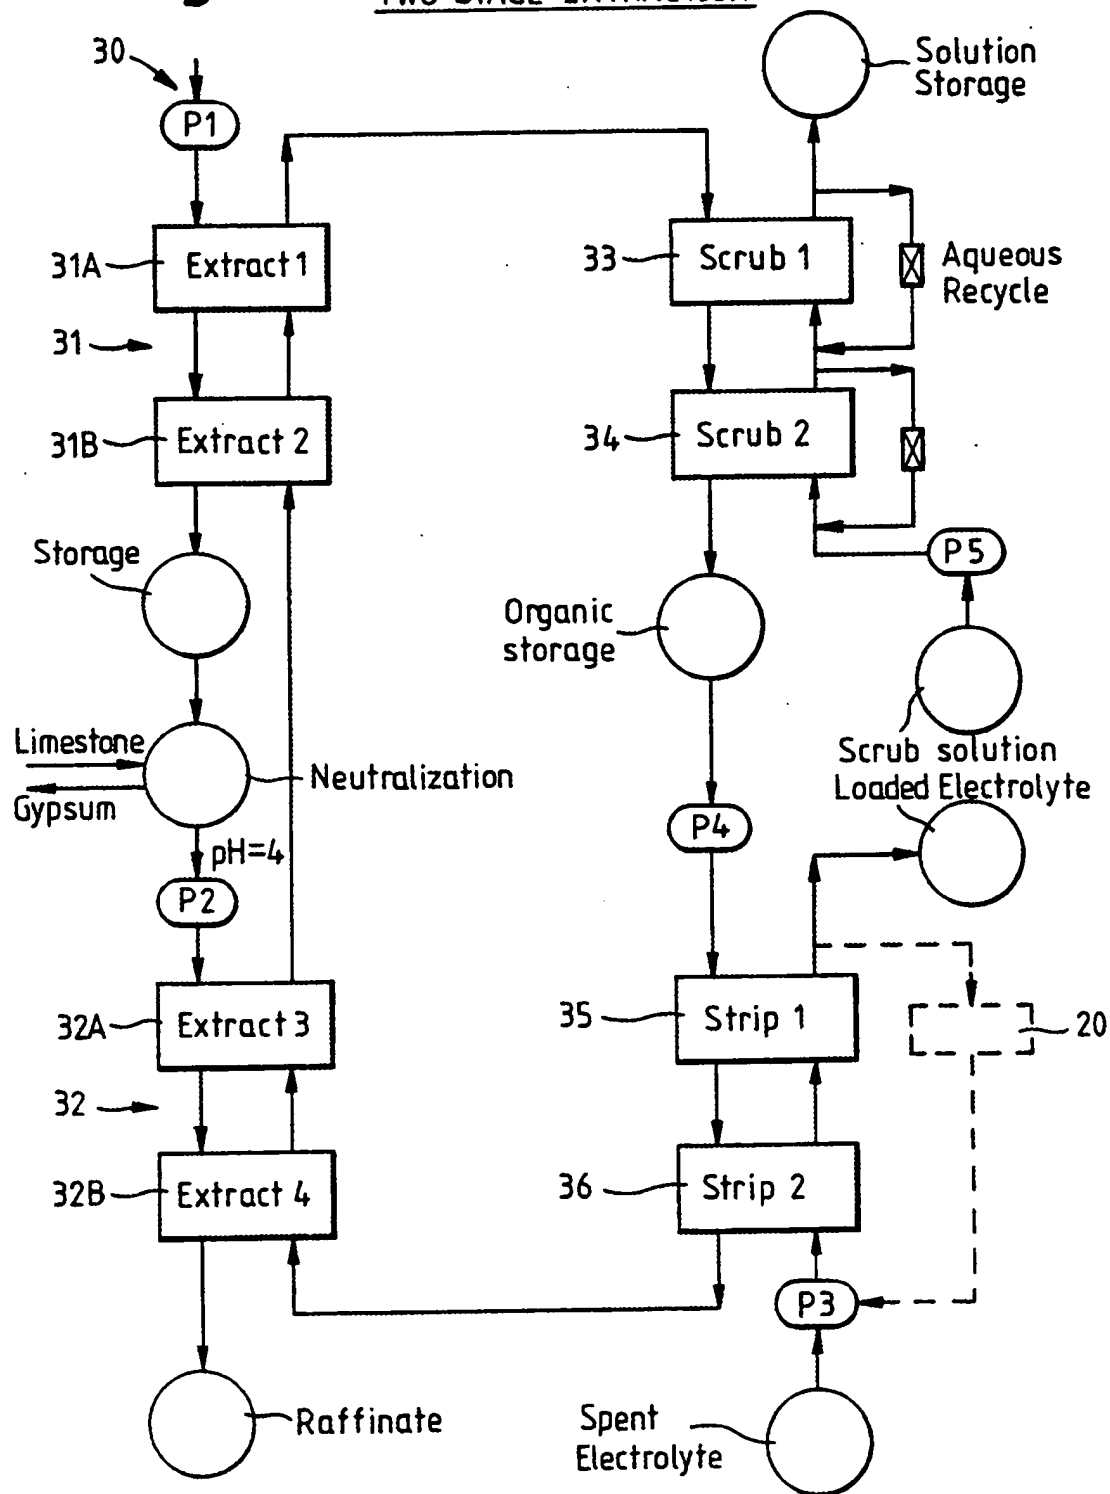 30
P1
Solution
Storage
31A
Extract 1
33
Scrub 1
Aqueous
Recycle
31
31B
Extract 2
34
Scrub 2
Storage
P5
Organic
storage
Limestone
Neutralization
Gypsum
Scrub solution
Loaded Electrolyte
pH=4
P4
P2
32A
Extract 3
35
Strip 1
20
32
32B
Extract 4
36
Strip 2
P3
Raffinate
Spent
Electrolyte